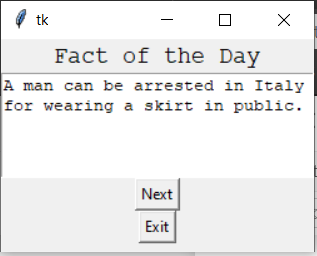 tk
Fact of the Day
A man can be arrested in Italy
for wearing a skirt in public.
Next
Exit